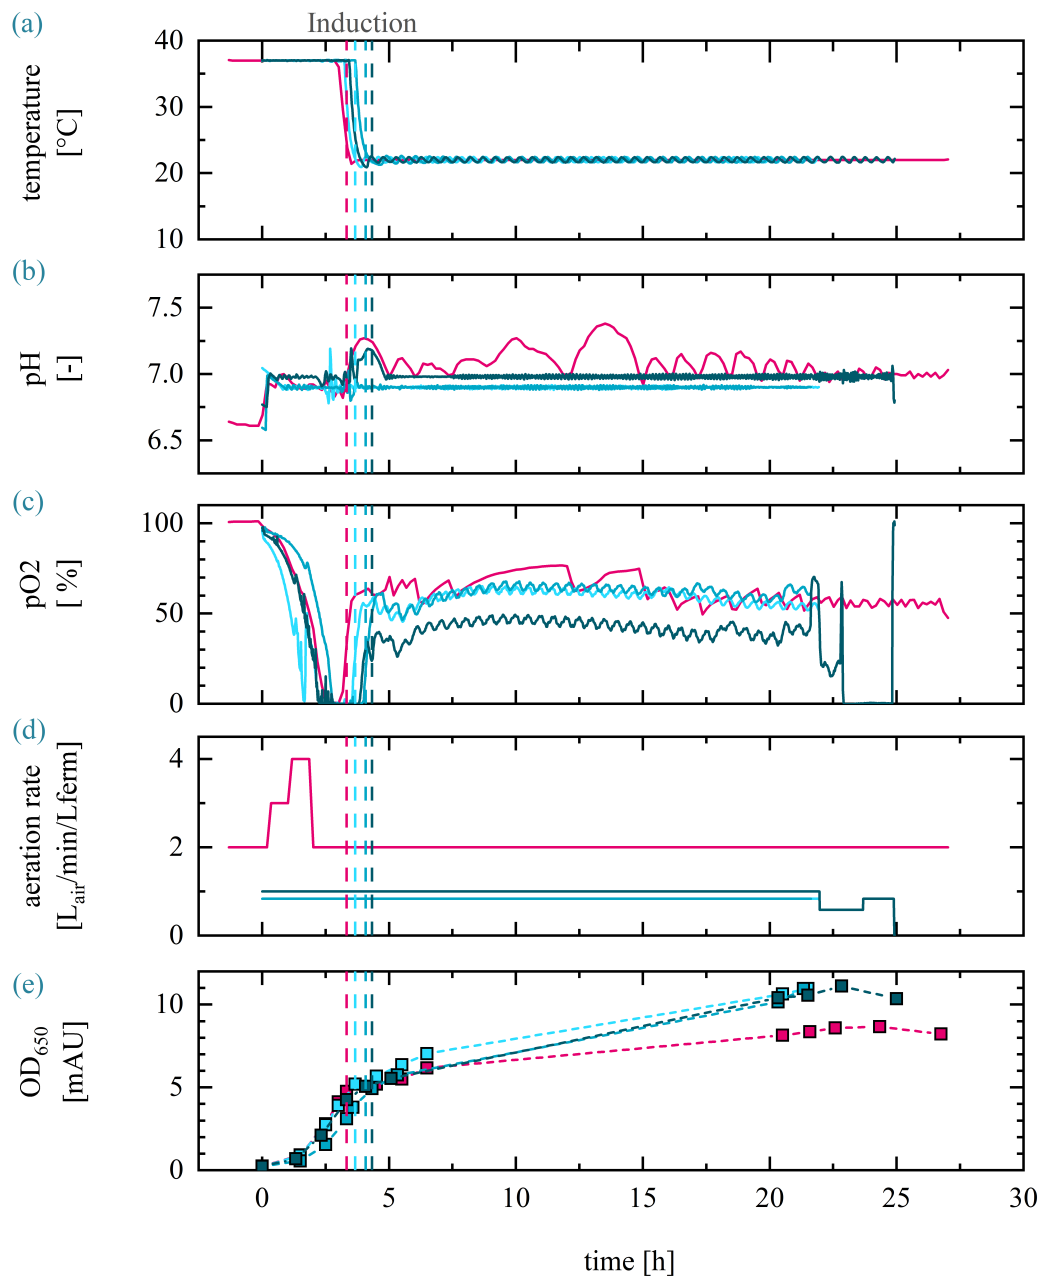 (a)
Induction
temperature
[°C]
40
30
20
10
(b)
pH
[-]
7.5
7.0
6.5
(c)
pO2
[ %]
100
50
0
(d)
aeration rate
[Lair/min/Lferm]
4
2
0
(e)
OD650
[mAU]
10
5
0
0 5 10 15 20 25 30
time [h]